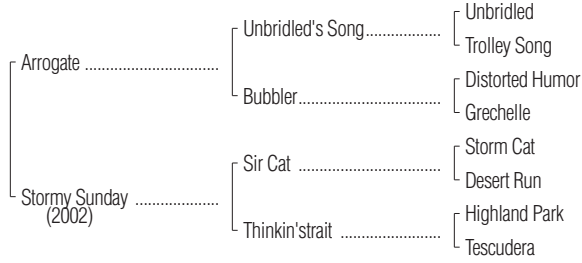 Unbridled
Unbridled's Song
Trolley Song
Arrogate
Distorted Humor
Bubbler
Grechelle
Storm Cat
Sir Cat
Desert Run
Stormy Sunday
(2002)
Highland Park
Thinkin'strait
Tescudera